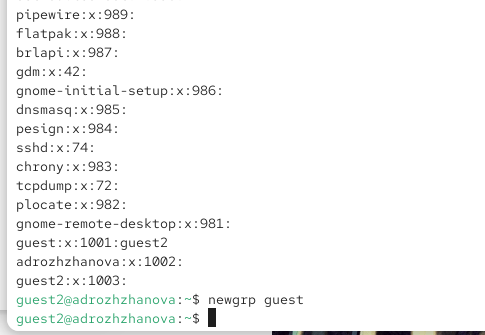 pipewire:x:989:
flatpak:x:988:
brlapi:x:987:
gdm:x:42:
gnome-initial-setup:x:986:
dnsmasq:x:985:
pesign:x:984:
sshd:x:74:
chrony:x:983:
tcpdump:x:72:
plocate:x:982:
gnome-remote-desktop:x:981:
guest:x:1001:guest2
adrozhzhanova:x:1002:
guest2:x:1003:
guest2@adrozhzhanova:~$ newgrp guest
guest2@adrozhzhanova:~$